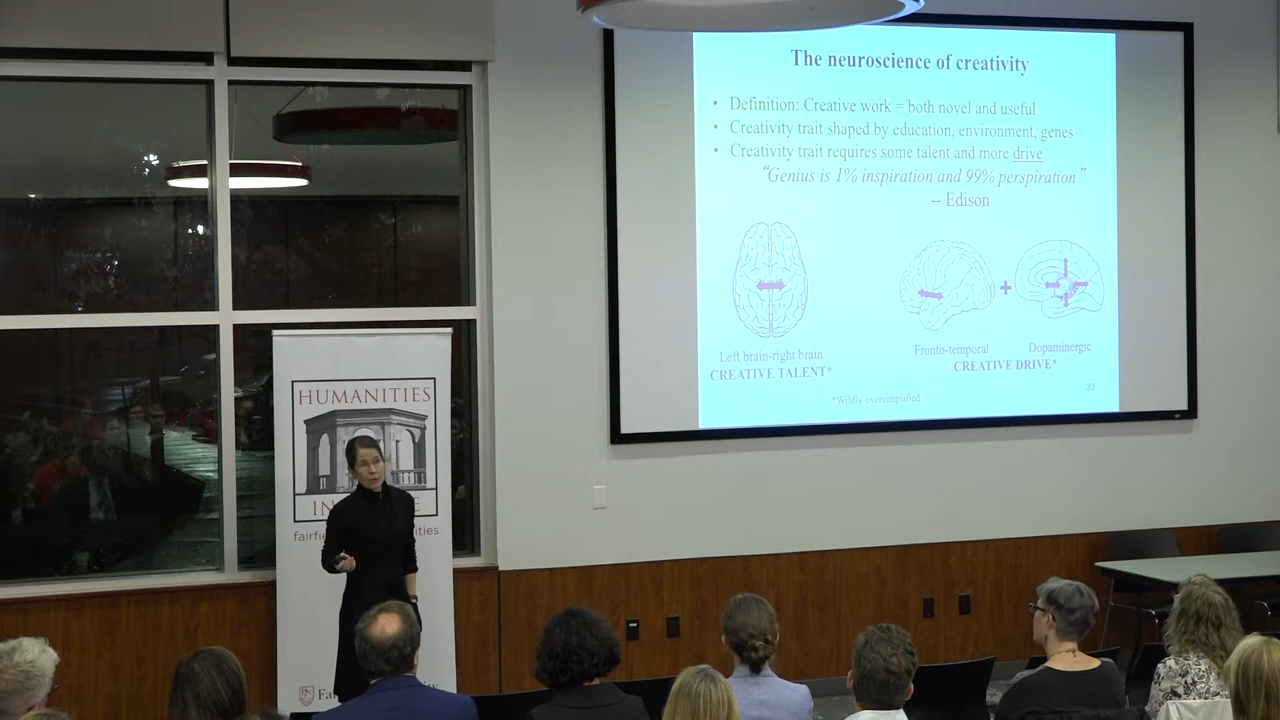 The neuroscience of creativity
• Definition: Creative work = both novel and useful
• Creativity trait shaped by education, environment, genes
• Creativity trait requires some talent and more drive
“Genius is 1% inspiration and 99% perspiration”
-- Edison
+
Left brain-right brain
CREATIVE TALENT*
Fronto-temporal
Dopaminergic
CREATIVE DRIVE*
*Wildly oversimplified
33
HUMANITIES